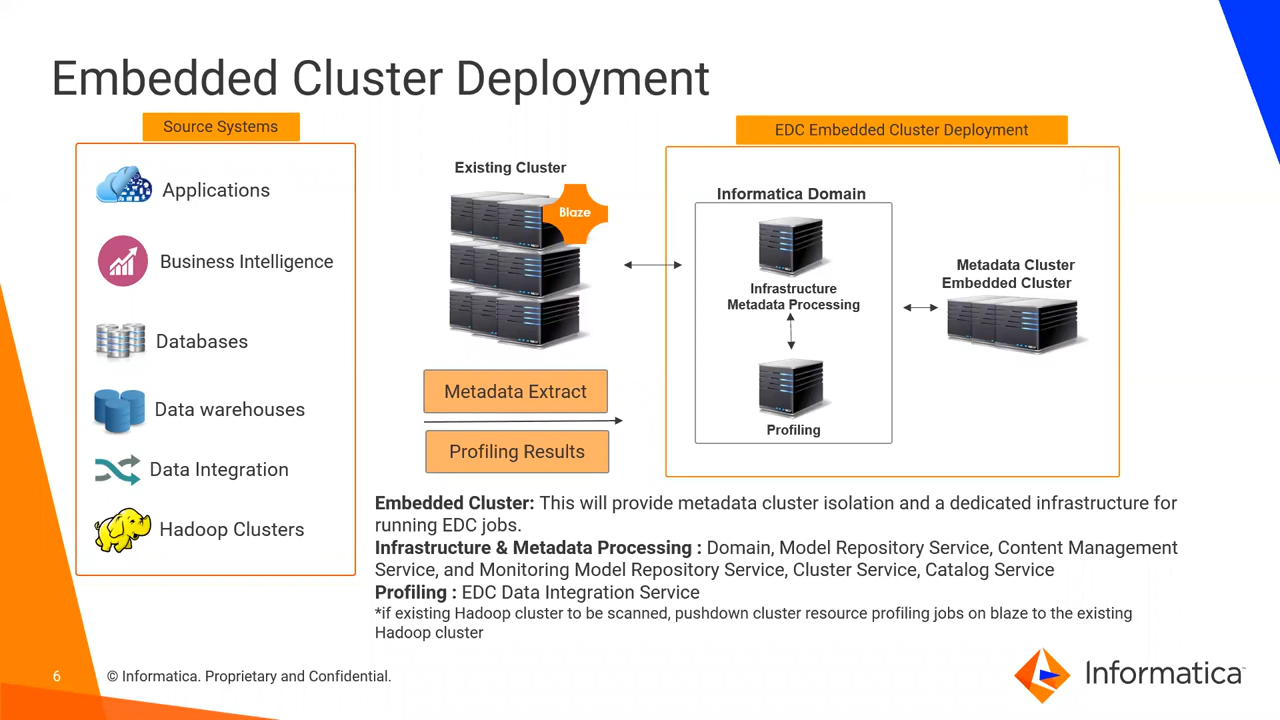 Embedded Cluster Deployment
Source Systems
Applications
Business Intelligence
Databases
Data warehouses
Data Integration
Hadoop Clusters
Existing Cluster
Blaze
Metadata Extract
Profiling Results
EDC Embedded Cluster Deployment
Informatica Domain
Infrastructure
Metadata Processing
Profiling
Metadata Cluster
Embedded Cluster
Embedded Cluster: This will provide metadata cluster isolation and a dedicated infrastructure for
running EDC jobs.
Infrastructure & Metadata Processing : Domain, Model Repository Service, Content Management
Service, and Monitoring Model Repository Service, Cluster Service, Catalog Service
Profiling : EDC Data Integration Service
*if existing Hadoop cluster to be scanned, pushdown cluster resource profiling jobs on blaze to the existing
Hadoop cluster
6
© Informatica. Proprietary and Confidential.
Informatica™